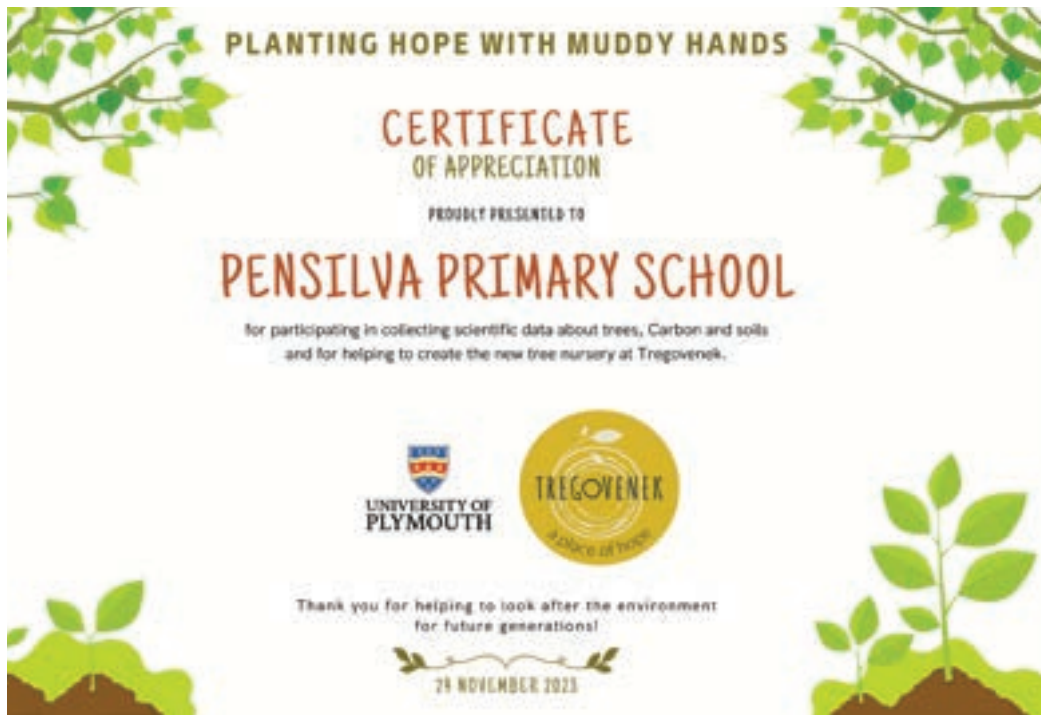 PLANTING HOPE WITH MUDDY HANDS
CERTIFICATE
OF APPRECIATION
PROUDLY PRESENTED TO
PENSILVA PRIMARY SCHOOL
for participating in collecting scientific data about trees, Carbon and soils
and for helping to create the new tree nursery at Tregovenek.
UNIVERSITY OF
PLYMOUTH
TREGOVENEK
a place of hope
Thank you for helping to look after the environment
for future generations!
29 NOVEMBER 2023